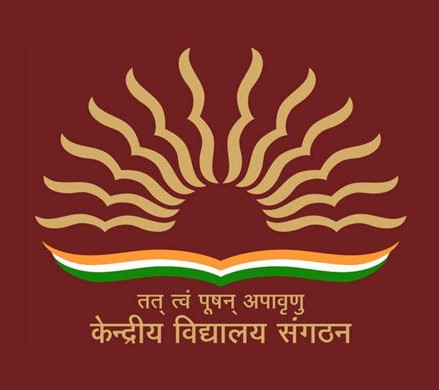 तत् त्वं पूषन् अपावृणु
केन्द्रीय विद्यालय संगठन